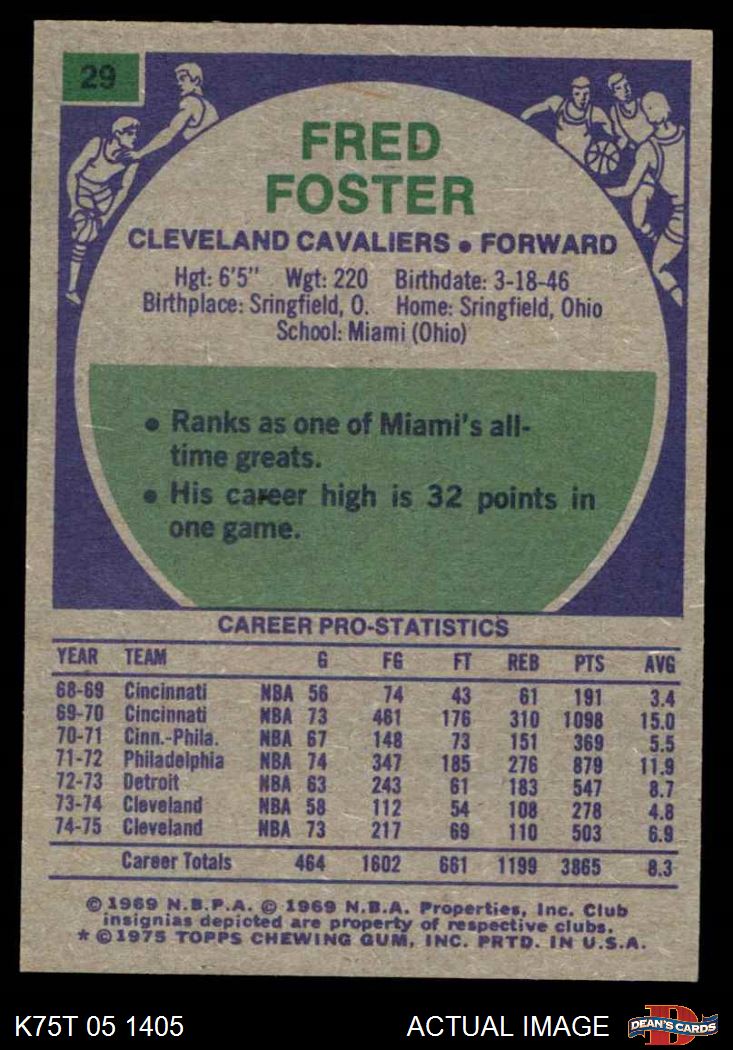 29
FRED
FOSTER
CLEVELAND CAVALIERS • FORWARD
Hgt: 6'5" Wgt: 220 Birthdate: 3-18-46
Birthplace: Sringfield, O. Home: Sringfield, Ohio
School: Miami (Ohio)
• Ranks as one of Miami's all-
time greats.
• His career high is 32 points in
one game.
CAREER PRO-STATISTICS
YEAR TEAM G FG FT REB PTS AVG
68-69 Cincinnati NBA 56 74 43 61 191 3.4
69-70 Cincinnati NBA 73 461 176 310 1098 15.0
70-71 Cinn.-Phila. NBA 67 148 73 151 369 5.5
71-72 Philadelphia NBA 74 347 185 276 879 11.9
72-73 Detroit NBA 63 243 61 183 547 8.7
73-74 Cleveland NBA 58 112 54 108 278 4.8
74-75 Cleveland NBA 73 217 69 110 503 6.9
Career Totals 464 1602 661 1199 3865 8.3
© 1969 N.B.P.A. © 1969 N.B.A. Properties, Inc. Club
insignias depicted are property of respective clubs.
* © 1975 TOPPS CHEWING GUM, INC. PRTD. IN U.S.A.
K75T 05 1405 ACTUAL IMAGE D DEAN'S CARDS